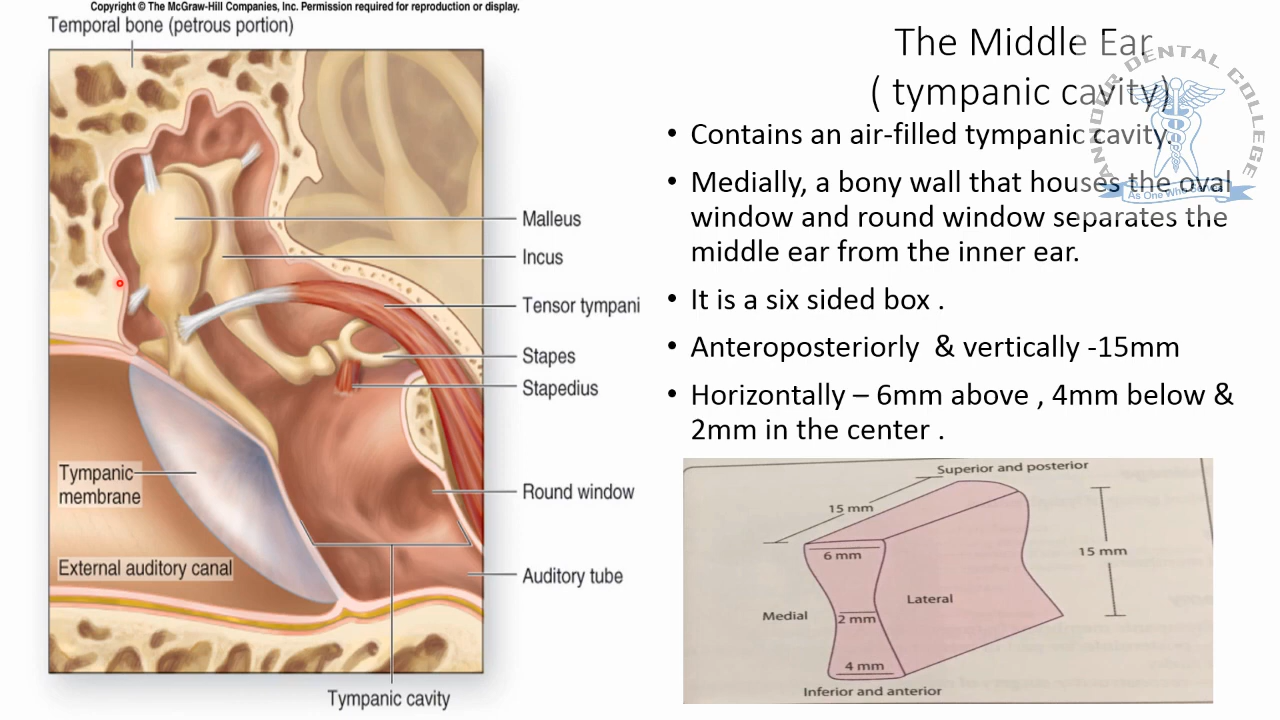 Copyright © The McGraw-Hill Companies, Inc. Permission required for reproduction or display.
Temporal bone (petrous portion)
Malleus
Incus
Tensor tympani
Stapes
Stapedius
Tympanic
membrane
Round window
External auditory canal
Auditory tube
Tympanic cavity
The Middle Ear
( tympanic cavity)
• Contains an air-filled tympanic cavity.
• Medially, a bony wall that houses the oval
window and round window separates the
middle ear from the inner ear.
• It is a six sided box .
• Anteroposteriorly & vertically -15mm
• Horizontally – 6mm above , 4mm below &
2mm in the center .
ANNOOR DENTAL COLLEGE
Superior and posterior
15 mm
6 mm
15 mm
Lateral
Medial
2 mm
4 mm
Inferior and anterior